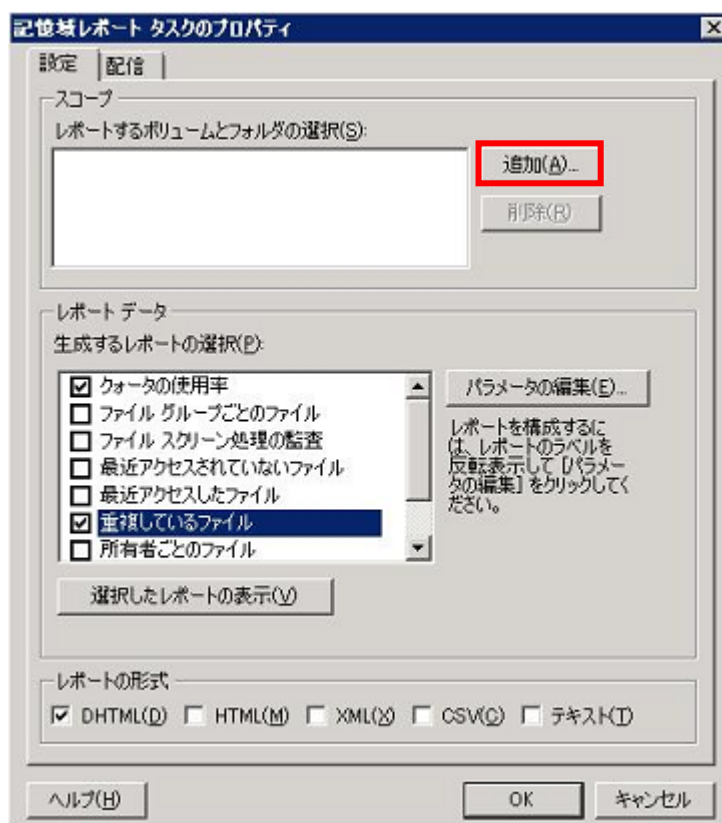 記憶域レポート タスクのプロパティ
設定
配信
スコープ
レポートするボリュームとフォルダの選択(S):
追加(A)...
削除(R)
レポート データ
生成するレポートの選択(P):
クォータの使用率
ファイル グループごとのファイル
ファイル スクリーン処理の監査
最近アクセスされていないファイル
最近アクセスしたファイル
重複しているファイル
所有者ごとのファイル
パラメータの編集(E)...
レポートを構成するに
は、レポートのラベルを
反転表示して [パラメー
タの編集] をクリックしてく
ださい。
選択したレポートの表示(V)
レポートの形式
DHTML(D) HTML(M) XML(X) CSV(C) テキスト(T)
ヘルプ(H)
OK
キャンセル